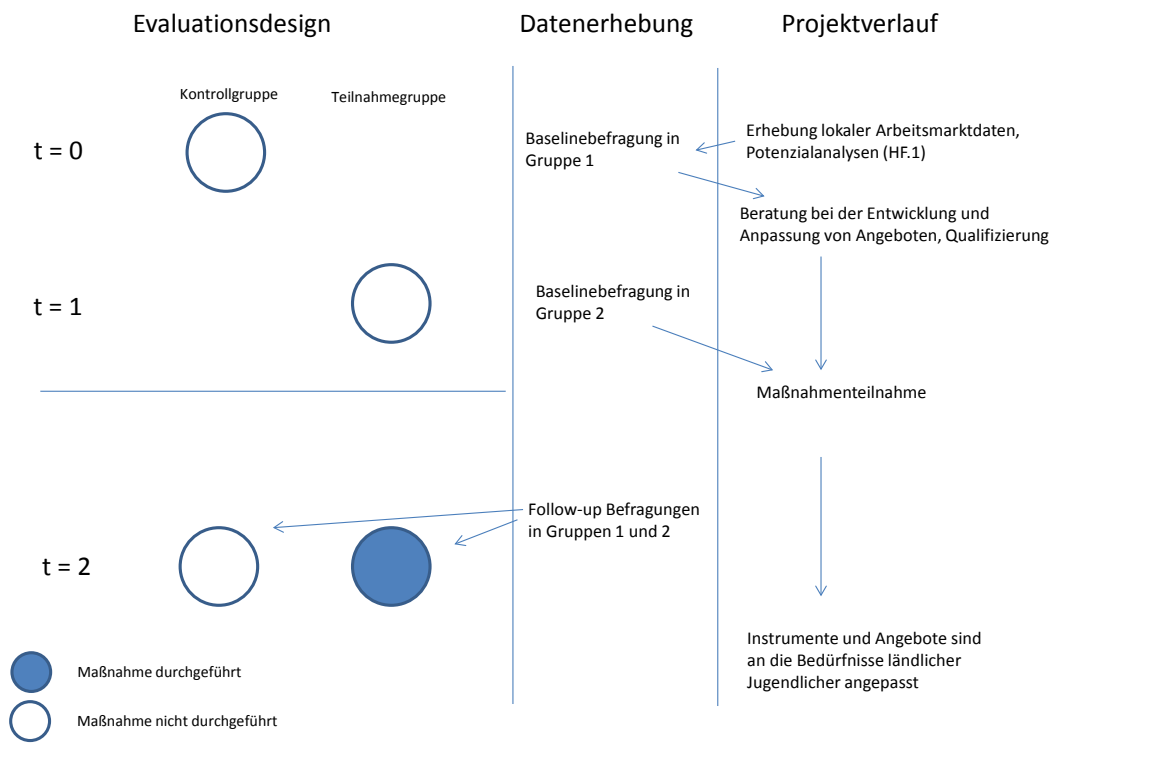 Evaluationsdesign
Datenerhebung
Projektverlauf
Kontrollgruppe
Teilnahmegruppe
t = 0
Baselinebefragung in
Gruppe 1
Erhebung lokaler Arbeitsmarktdaten,
Potenzialanalysen (HF.1)
Beratung bei der Entwicklung und
Anpassung von Angeboten, Qualifizierung
t = 1
Baselinebefragung in
Gruppe 2
Maßnahmenteilnahme
Follow-up Befragungen
in Gruppen 1 und 2
t = 2
Instrumente und Angebote sind
an die Bedürfnisse ländlicher
Jugendlicher angepasst
Maßnahme durchgeführt
Maßnahme nicht durchgeführt